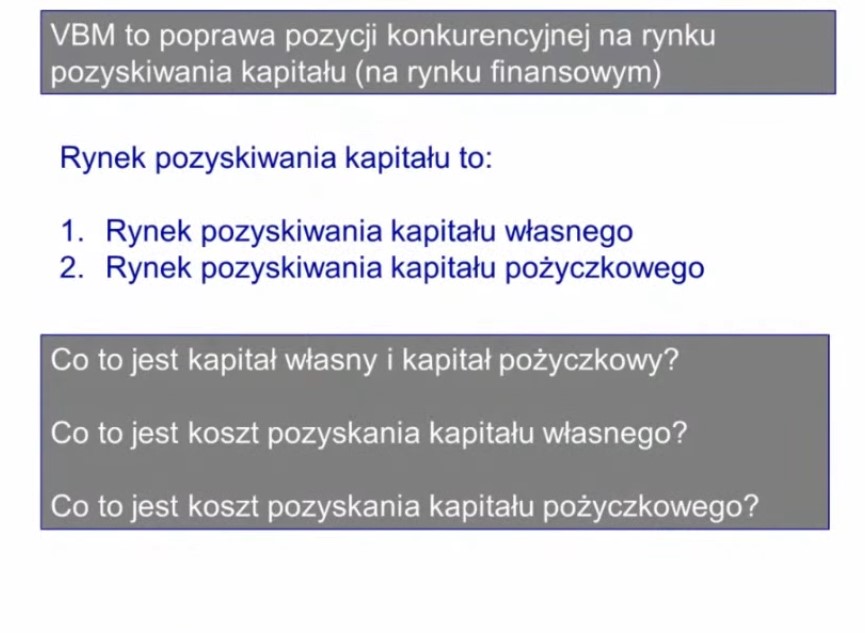 VBM to poprawa pozycji konkurencyjnej na rynku
pozyskiwania kapitału (na rynku finansowym)
Rynek pozyskiwania kapitału to:
1. Rynek pozyskiwania kapitału własnego
2. Rynek pozyskiwania kapitału pożyczkowego
Co to jest kapitał własny i kapitał pożyczkowy?
Co to jest koszt pozyskania kapitału własnego?
Co to jest koszt pozyskania kapitału pożyczkowego?